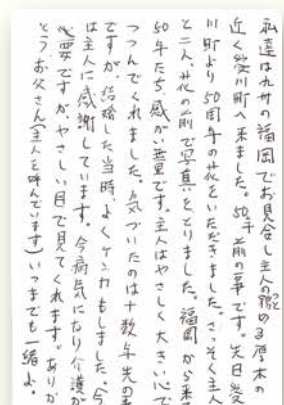 私達は九州の福岡でお見合し主人の勤める厚木の
近く愛川町へ来ました。50年前の事です。先日愛
川町より50周年の花をいただきました。さっそく主人
と二人、花の前で写真をとりました。福岡から来て
50年たち、感がい無量です。主人はやさしく大きい心で
つつんでくれました。気づいたのは十数年先の事
ですが、結婚した当時、よくケンカもしました。今
は主人に感謝しています。今病気になり介護が
必要ですが、やさしい目で見てくれます。ありが
とうお父さん(主人を呼んでいます)いつまでも一緒よ。